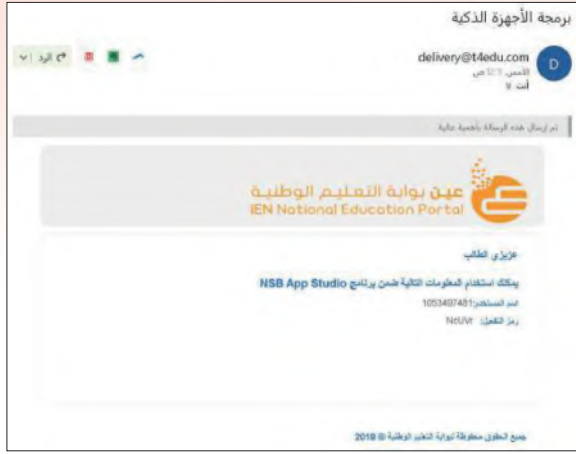 برمجة الأجهزة الذكية
delivery@t4edu.com
D
الرد
الأمس
أنت
تم إرسال هذه الرسالة بأهمية عالية
عين بوابة التعليم الوطنية
iEN National Education Portal
عزيزي الطالب
يمكنك استخدام المعلومات التالية ضمن برنامج NSB App Studio
اسم المستخدم:1053497481
رمز التفعيل: N6UVr
جميع الحقوق محفوظة لبوابة التعليم الوطنية © 2018